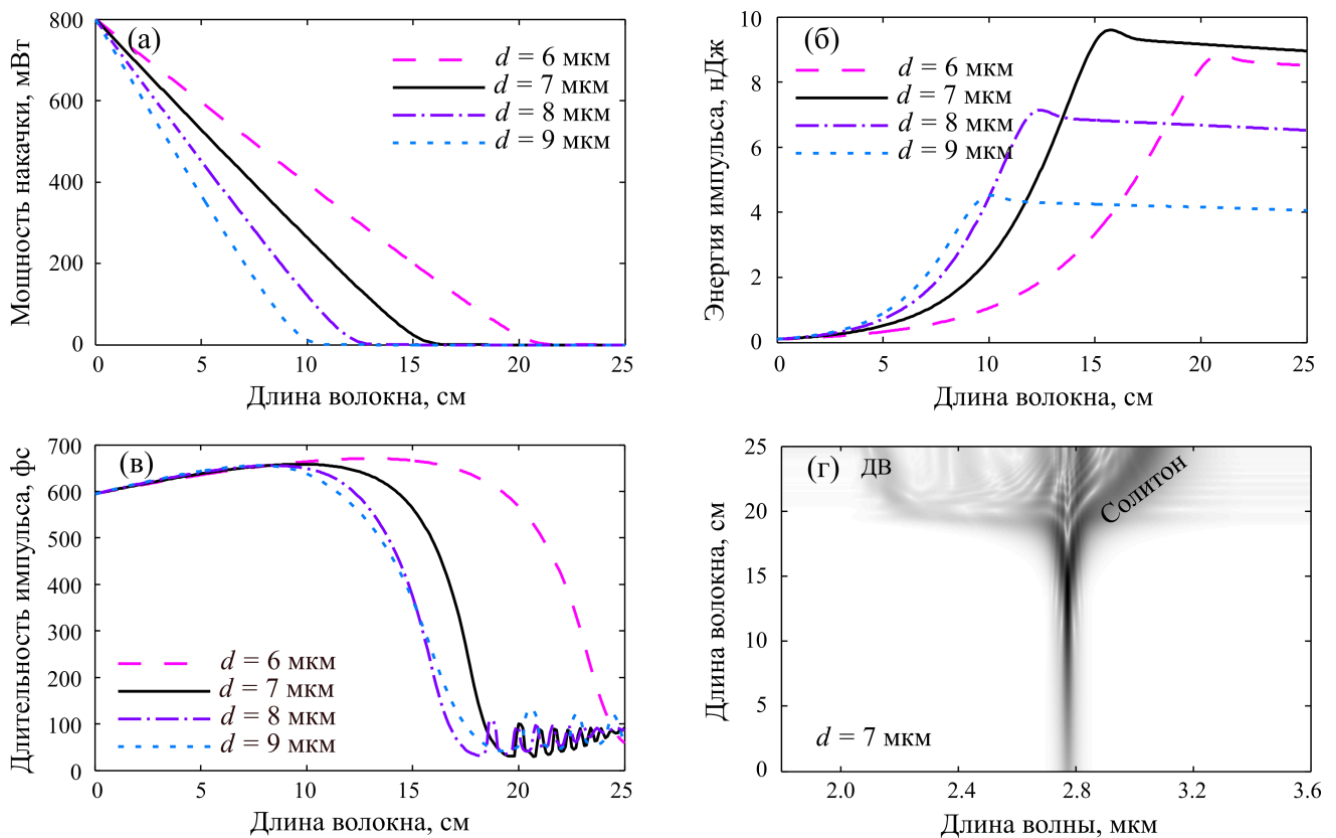 (а)
Мощность накачки, мВт
800
600
400
200
0
0 5 10 15 20 25
Длина волокна, см
d = 6 мкм
d = 7 мкм
d = 8 мкм
d = 9 мкм
(б)
Энергия импульса, нДж
10
8
6
4
2
0
0 5 10 15 20 25
Длина волокна, см
d = 6 мкм
d = 7 мкм
d = 8 мкм
d = 9 мкм
(в)
Длительность импульса, фс
700
600
500
400
300
200
100
0
0 5 10 15 20 25
Длина волокна, см
d = 6 мкм
d = 7 мкм
d = 8 мкм
d = 9 мкм
(г)
ДВ
Солитон
Длина волокна, см
25
20
15
10
5
0
d = 7 мкм
2.0 2.4 2.8 3.2 3.6
Длина волны, мкм